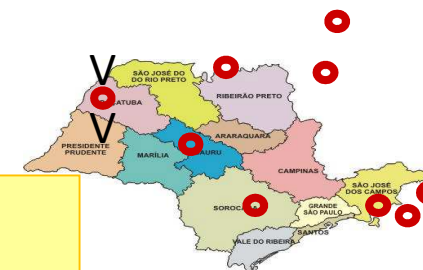 SÃO JOSÉ DO
DO RIO PRETO
RIBEIRÃO PRETO
ATUBA
ARARAQUARA
PRESIDENTE
PRUDENTE
MARÍLIA
AURU
CAMPINAS
SÃO JOSÉ
DOS CAMPOS
SOROCA
GRANDE
SÃO PAULO
SANTOS
VALE DO RIBEIRA